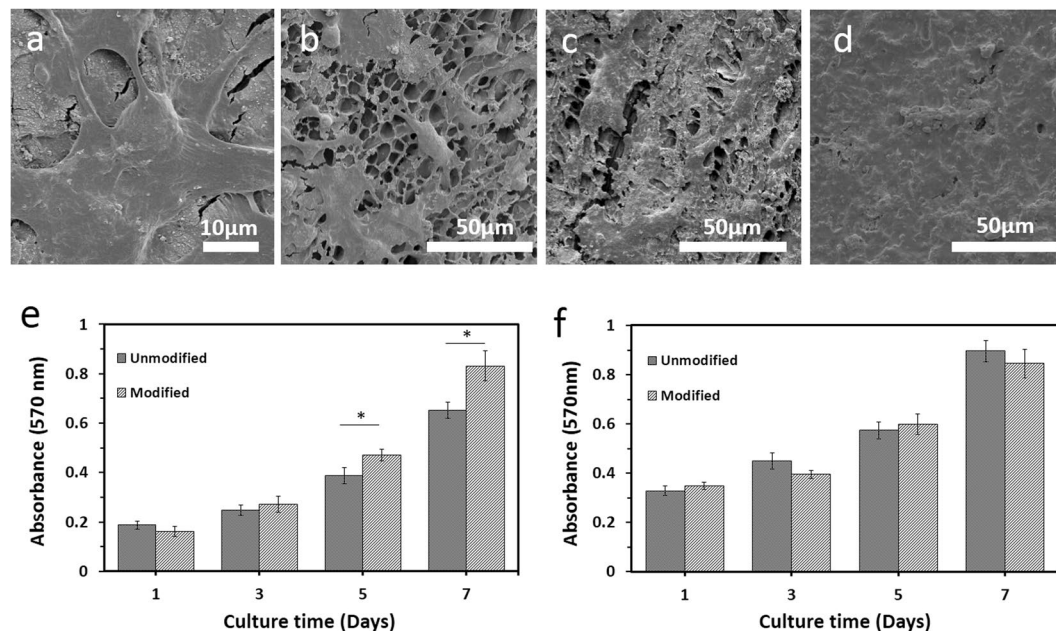 a
b
c
d
10μm
50μm
50μm
50μm
e
1
0.8
0.6
0.4
0.2
0
Absorbance (570 nm)
Unmodified
Modified
*
*
1
3
5
7
Culture time (Days)
f
1
0.8
0.6
0.4
0.2
0
Absorbance (570nm)
Unmodified
Modified
1
3
5
7
Culture time (Days)